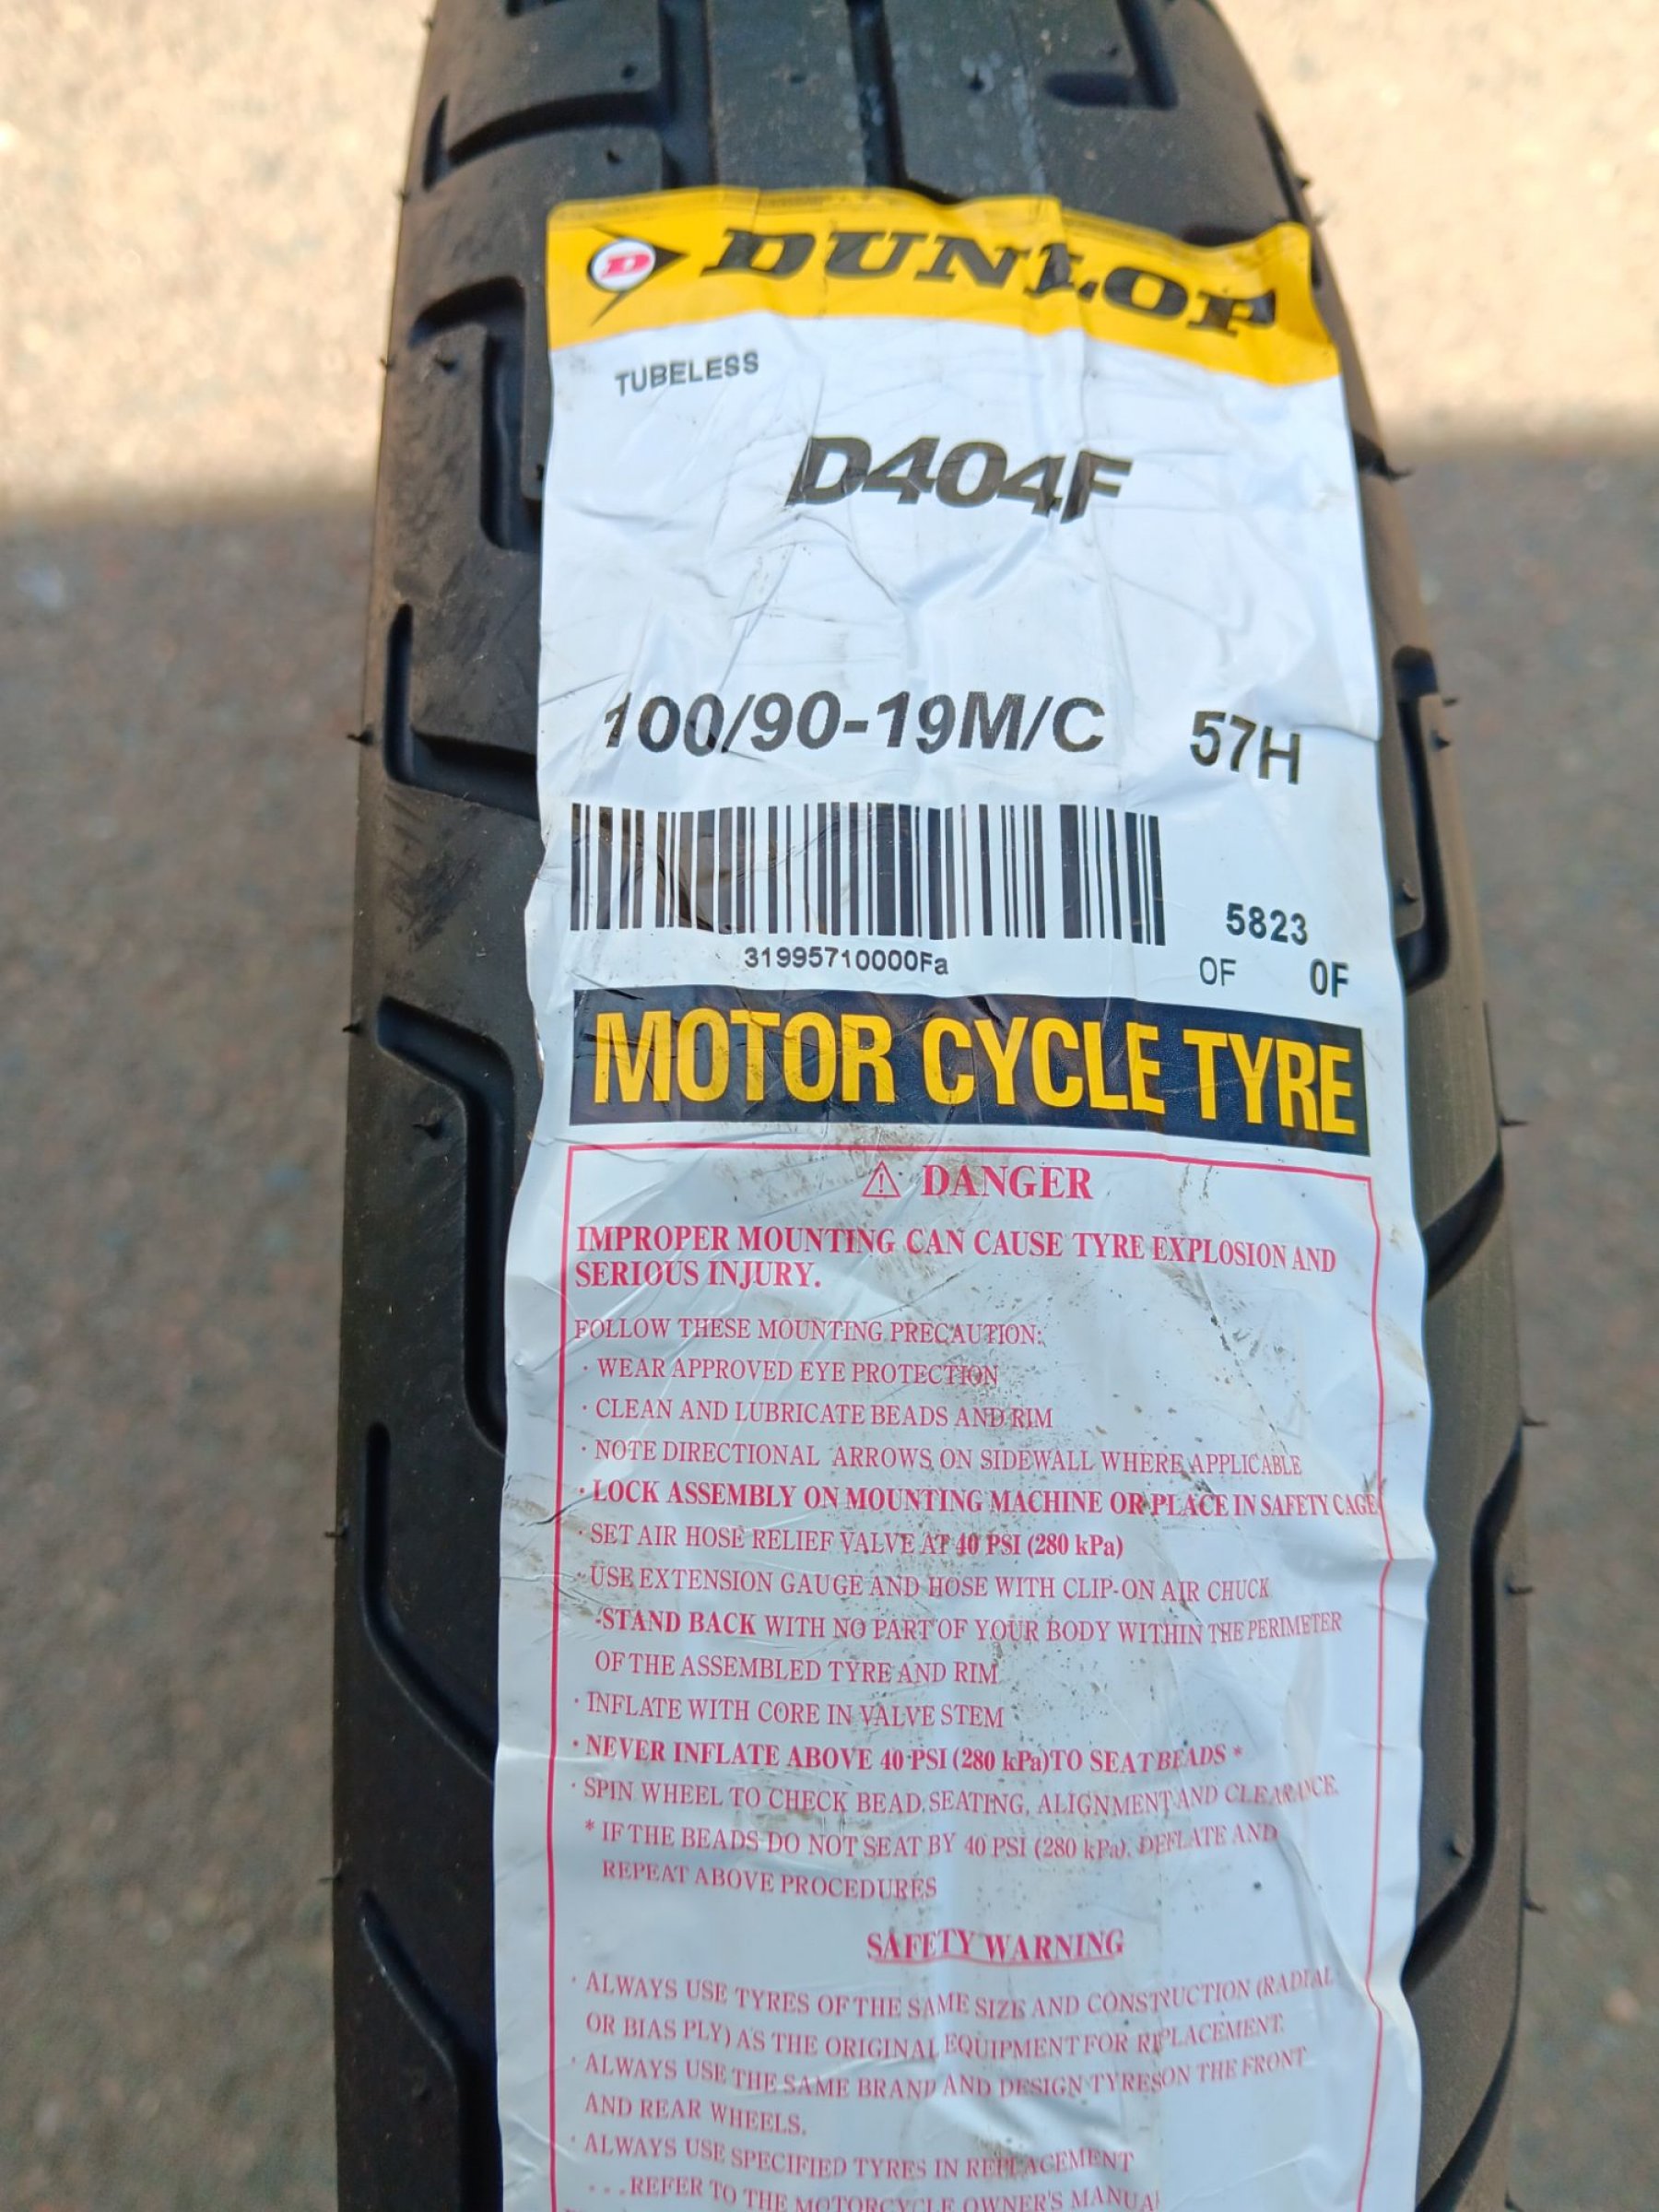 D DUNLOP
TUBELESS
D404F
100/90-19M/C 57H
31995710000Fa
5823
OF 0F
MOTOR CYCLE TYRE
⚠ DANGER
IMPROPER MOUNTING CAN CAUSE TYRE EXPLOSION AND
SERIOUS INJURY.
FOLLOW THESE MOUNTING PRECAUTION:
· WEAR APPROVED EYE PROTECTION
· CLEAN AND LUBRICATE BEADS AND RIM
· NOTE DIRECTIONAL ARROWS ON SIDEWALL WHERE APPLICABLE
· LOCK ASSEMBLY ON MOUNTING MACHINE OR PLACE IN SAFETY CAGE
· SET AIR HOSE RELIEF VALVE AT 40 PSI (280 kPa)
· USE EXTENSION GAUGE AND HOSE WITH CLIP-ON AIR CHUCK
-STAND BACK WITH NO PART OF YOUR BODY WITHIN THE PERIMETER
OF THE ASSEMBLED TYRE AND RIM
· INFLATE WITH CORE IN VALVE STEM
· NEVER INFLATE ABOVE 40 PSI (280 kPa)TO SEAT BEADS *
· SPIN WHEEL TO CHECK BEAD SEATING, ALIGNMENT AND CLEARANCE.
* IF THE BEADS DO NOT SEAT BY 40 PSI (280 kPa), DEFLATE AND
REPEAT ABOVE PROCEDURES
SAFETY WARNING
· ALWAYS USE TYRES OF THE SAME SIZE AND CONSTRUCTION (RADIAL
OR BIAS PLY) AS THE ORIGINAL EQUIPMENT FOR REPLACEMENT.
· ALWAYS USE THE SAME BRAND AND DESIGN TYRES ON THE FRONT
AND REAR WHEELS.
· ALWAYS USE SPECIFIED TYRES IN REPLACEMENT
...REFER TO THE MOTORCYCLE OWNER'S MANUAL